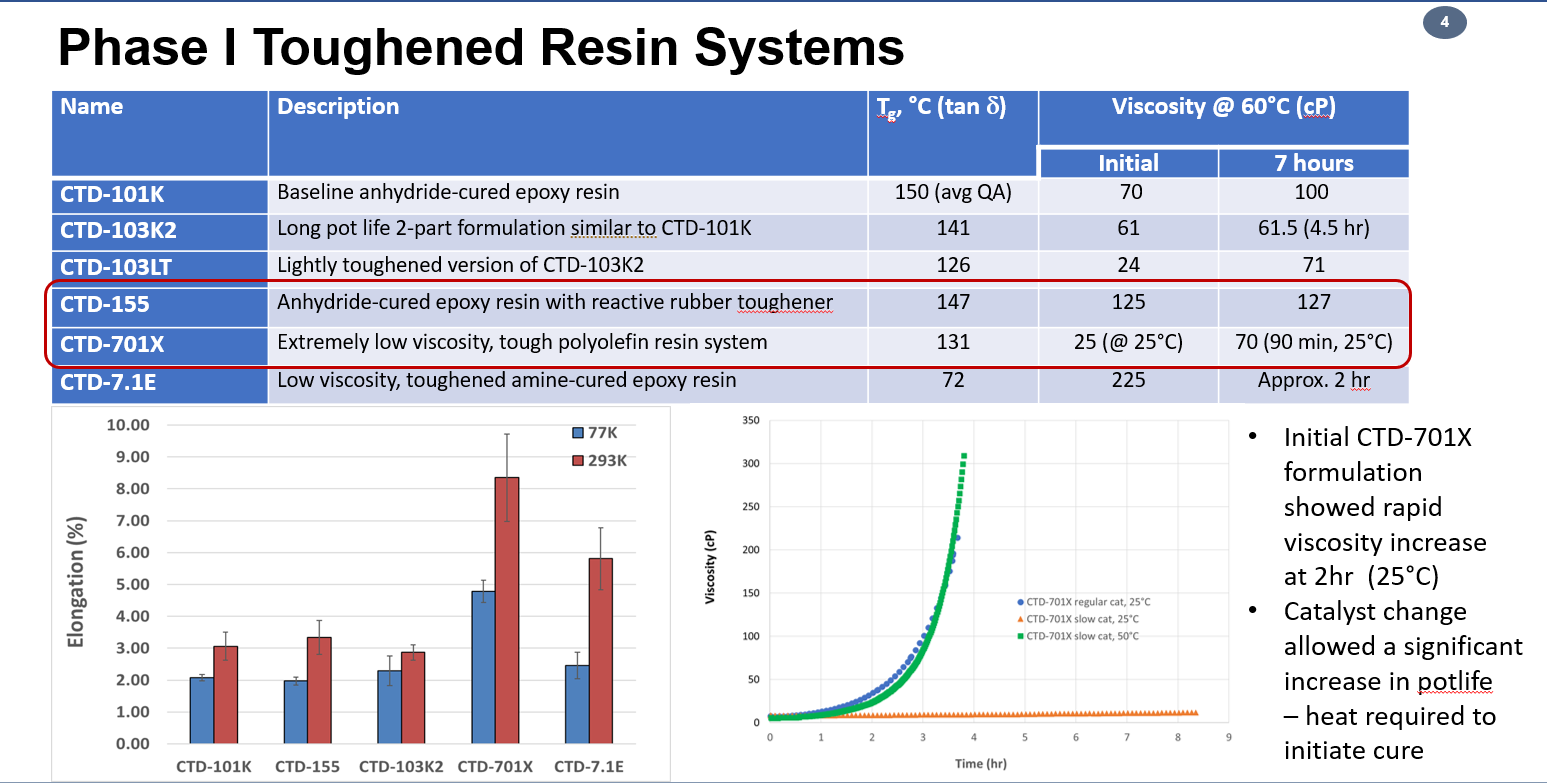 4
Phase I Toughened Resin Systems
Name Description Tg, °C (tan δ) Viscosity @ 60°C (cP)
Initial 7 hours
CTD-101K Baseline anhydride-cured epoxy resin 150 (avg QA) 70 100
CTD-103K2 Long pot life 2-part formulation similar to CTD-101K 141 61 61.5 (4.5 hr)
CTD-103LT Lightly toughened version of CTD-103K2 126 24 71
CTD-155 Anhydride-cured epoxy resin with reactive rubber toughener 147 125 127
CTD-701X Extremely low viscosity, tough polyolefin resin system 131 25 (@ 25°C) 70 (90 min, 25°C)
CTD-7.1E Low viscosity, toughened amine-cured epoxy resin 72 225 Approx. 2 hr
10.00
9.00
8.00
7.00
6.00
5.00
4.00
3.00
2.00
1.00
0.00
Elongation (%)
77K
293K
CTD-101K CTD-155 CTD-103K2 CTD-701X CTD-7.1E
350
300
250
200
150
100
50
0
Viscosity (cP)
CTD-701X regular cat, 25°C
CTD-701X slow cat, 25°C
CTD-701X slow cat, 50°C
0 1 2 3 4 5 6 7 8 9
Time (hr)
• Initial CTD-701X
formulation
showed rapid
viscosity increase
at 2hr (25°C)
• Catalyst change
allowed a significant
increase in potlife
– heat required to
initiate cure